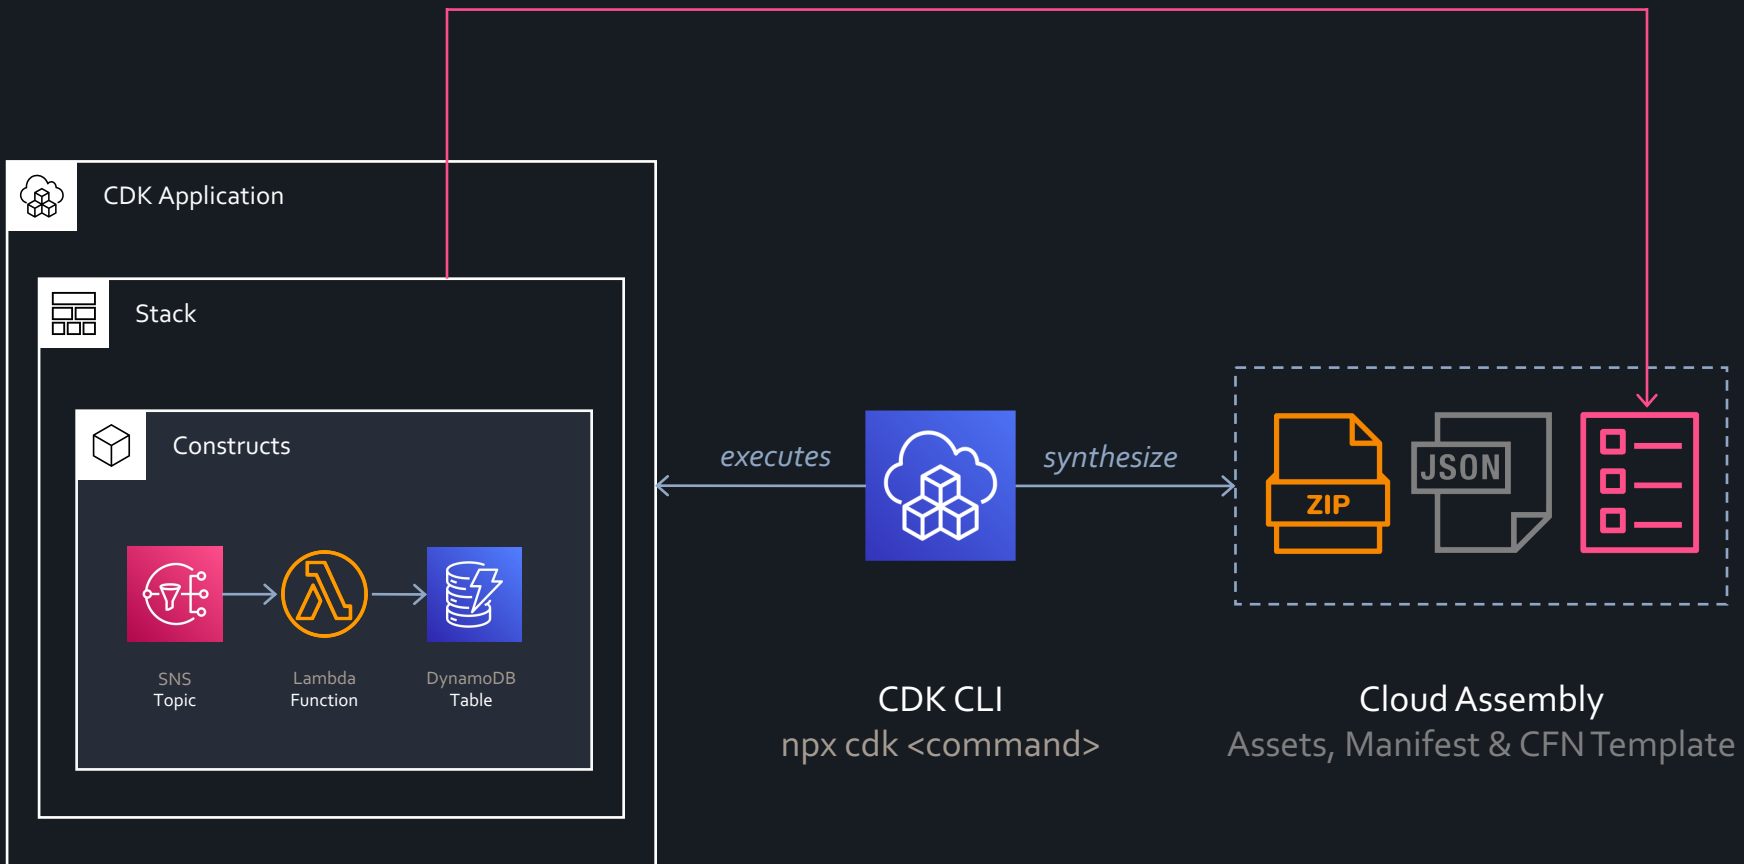 CDK Application
Stack
Constructs
SNS
Topic
Lambda
Function
DynamoDB
Table
executes
synthesize
ZIP
JSON
CDK CLI
npx cdk <command>
Cloud Assembly
Assets, Manifest & CFN Template